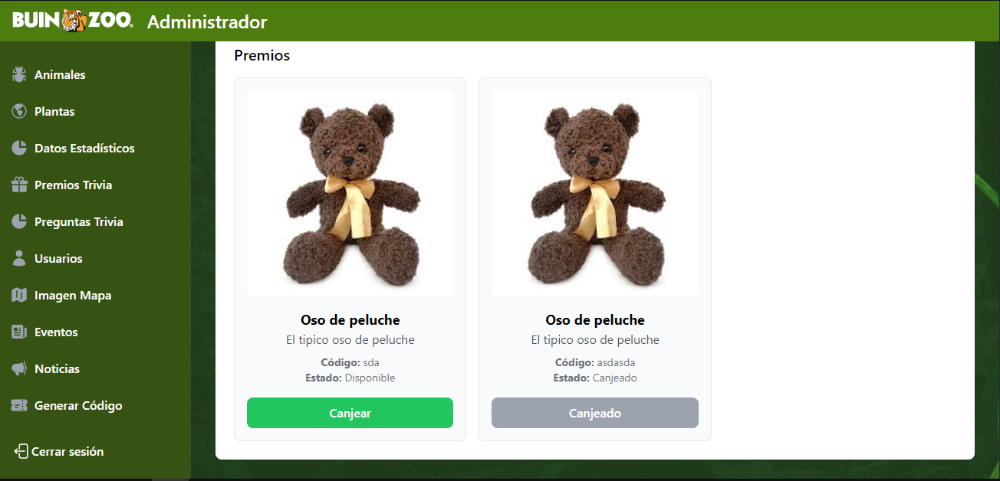 BUIN ZOO® Administrador
Animales
Plantas
Datos Estadísticos
Premios Trivia
Preguntas Trivia
Usuarios
Imagen Mapa
Eventos
Noticias
Generar Código
Cerrar sesión
Premios
Oso de peluche
El tipico oso de peluche
Código: sda
Estado: Disponible
Canjear
Oso de peluche
El tipico oso de peluche
Código: asdasda
Estado: Canjeado
Canjeado